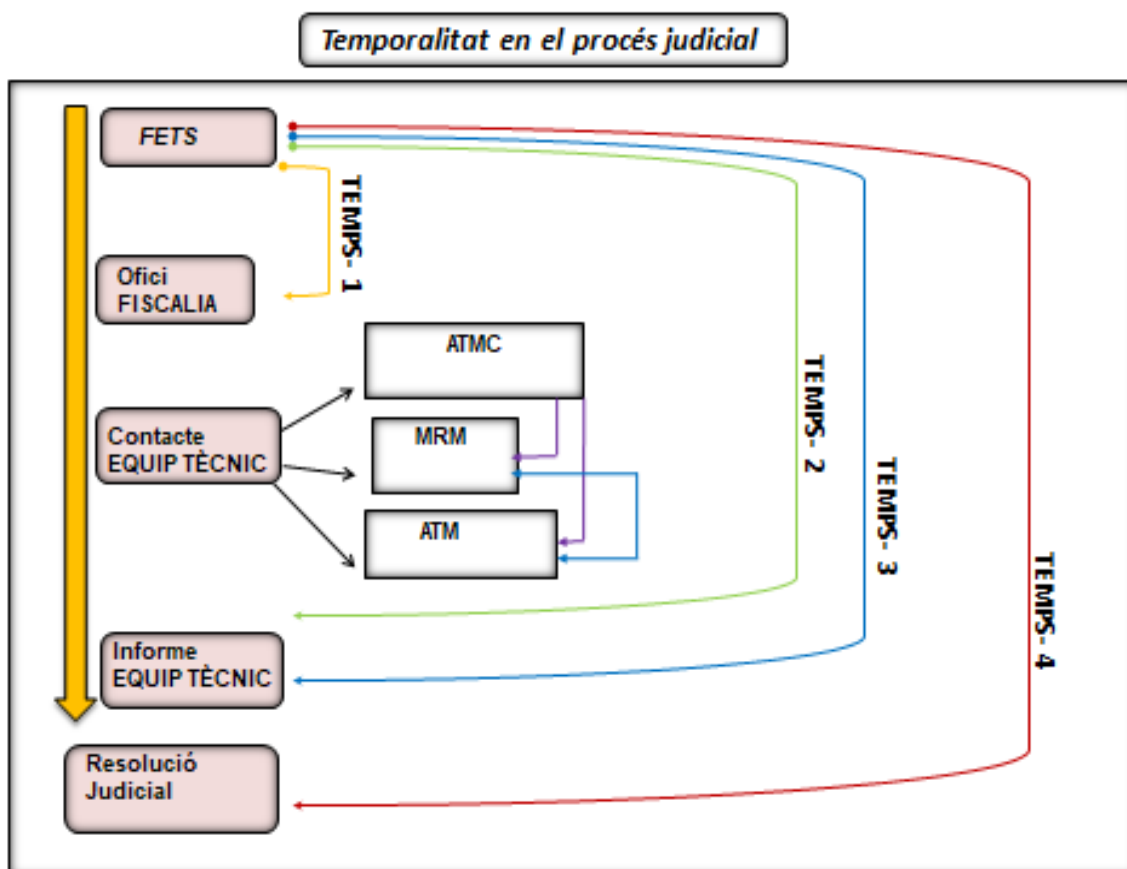 Temporalitat en el procés judicial
FETS
TEMPS- 1
Ofici
FISCALIA
ATMC
Contacte
EQUIP TÈCNIC
MRM
ATM
TEMPS- 2
TEMPS- 3
TEMPS- 4
Informe
EQUIP TÈCNIC
Resolució
Judicial